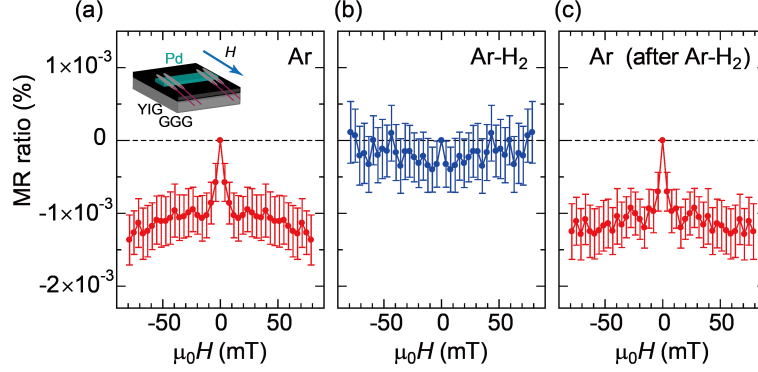 (a)
(b)
(c)
MR ratio (%)
1×10⁻³
0
−1×10⁻³
−2×10⁻³
Pd
H
YIG
GGG
Ar
Ar-H₂
Ar (after Ar-H₂)
-50 0 50
-50 0 50
-50 0 50
μ₀H (mT)
μ₀H (mT)
μ₀H (mT)